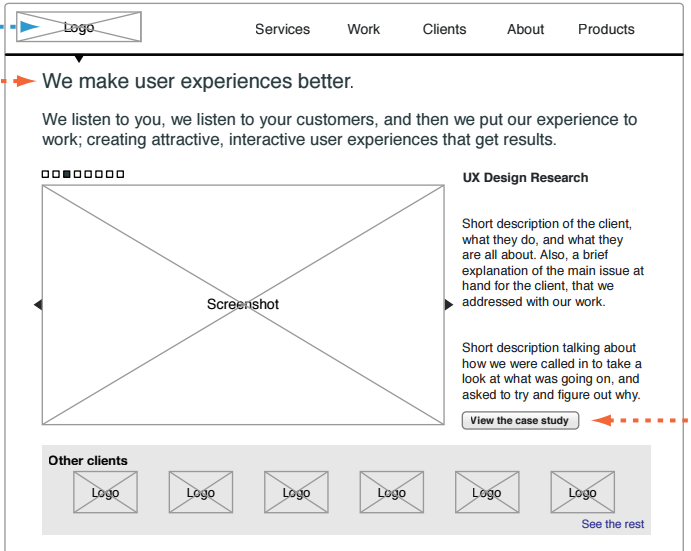 Logo
Services Work Clients About Products
We make user experiences better.
We listen to you, we listen to your customers, and then we put our experience to
work; creating attractive, interactive user experiences that get results.
Screenshot
UX Design Research
Short description of the client,
what they do, and what they
are all about. Also, a brief
explanation of the main issue at
hand for the client, that we
addressed with our work.
Short description talking about
how we were called in to take a
look at what was going on, and
asked to try and figure out why.
View the case study
Other clients
Logo Logo Logo Logo Logo Logo
See the rest